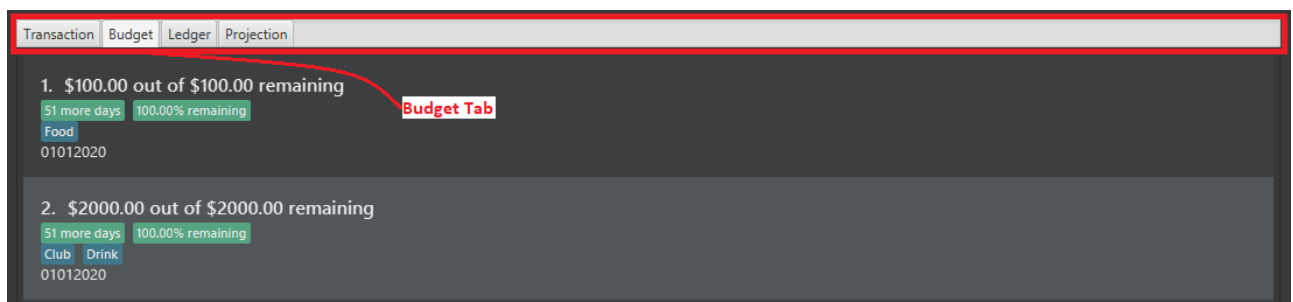 Transaction Budget Ledger Projection
1. $100.00 out of $100.00 remaining
51 more days 100.00% remaining
Budget Tab
Food
01012020
2. $2000.00 out of $2000.00 remaining
51 more days 100.00% remaining
Club Drink
01012020